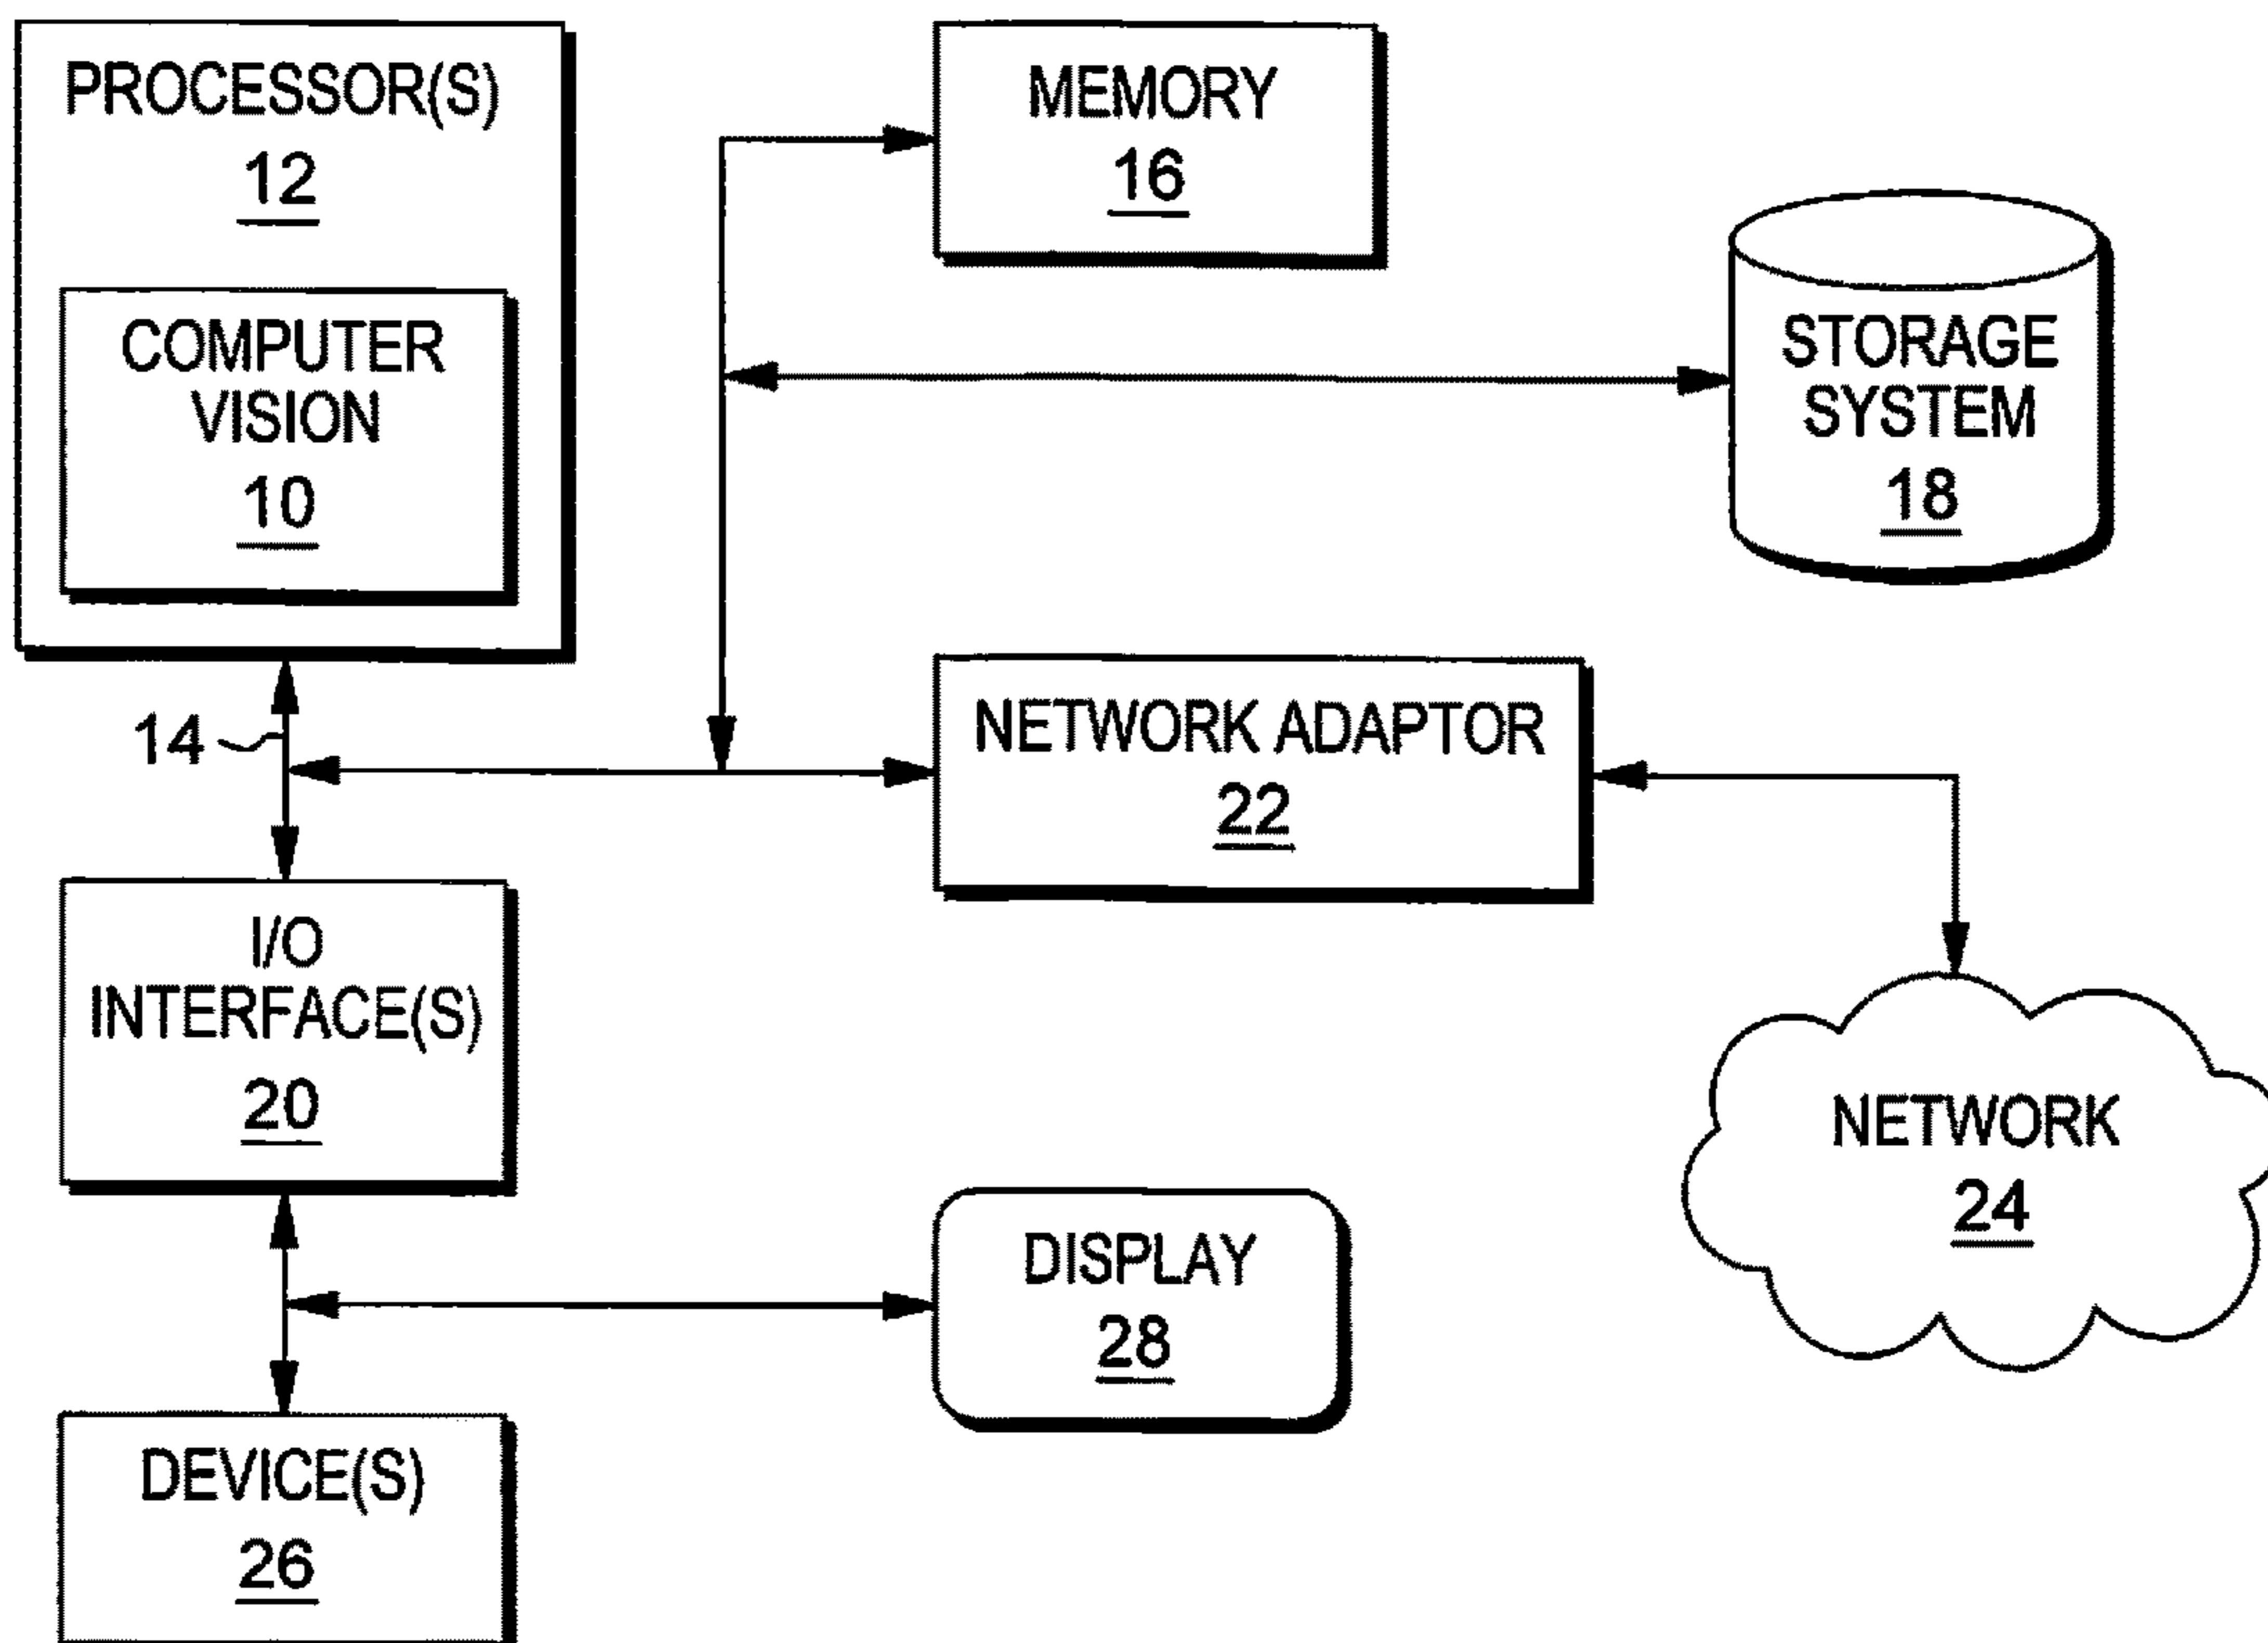 PROCESSOR(S)
12
COMPUTER
VISION
10
MEMORY
16
STORAGE
SYSTEM
18
14
NETWORK ADAPTOR
22
I/O
INTERFACE(S)
20
NETWORK
24
DISPLAY
28
DEVICE(S)
26